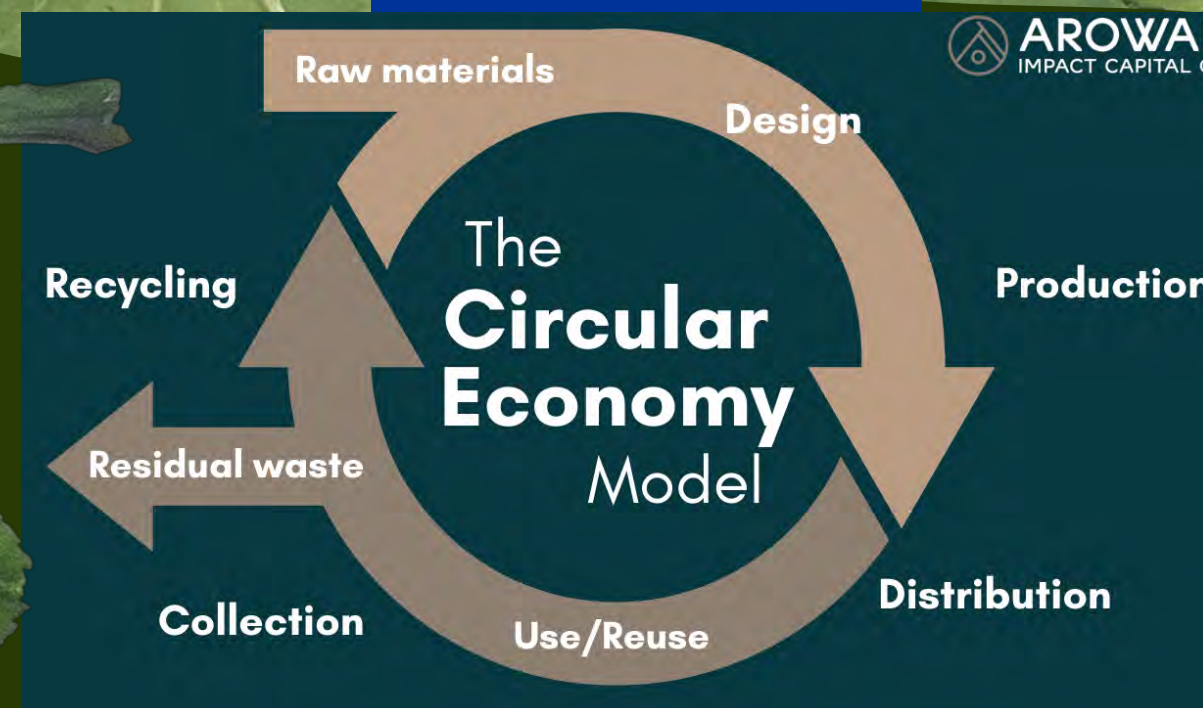 AROWA
IMPACT CAPITAL
Raw materials
Design
The
Circular
Economy
Model
Production
Distribution
Use/Reuse
Collection
Residual waste
Recycling